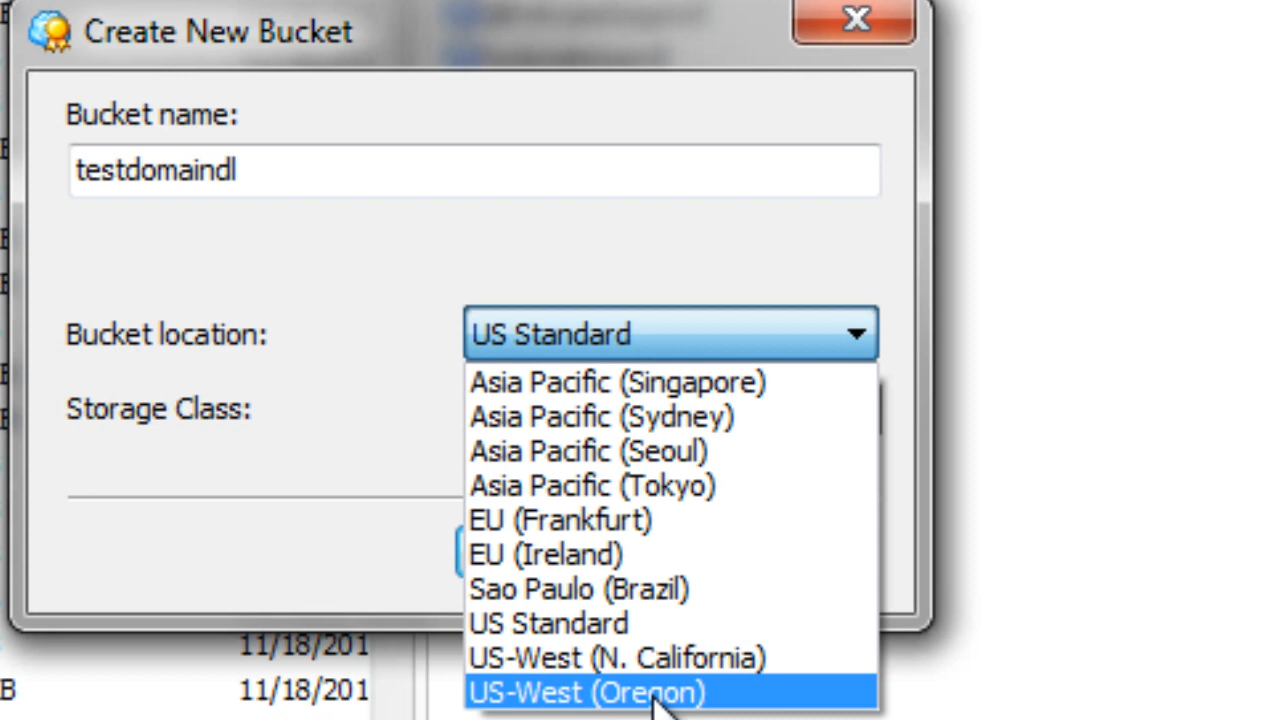 Create New Bucket
Bucket name:
testdomaindl
Bucket location:
US Standard
Storage Class:
Asia Pacific (Singapore)
Asia Pacific (Sydney)
Asia Pacific (Seoul)
Asia Pacific (Tokyo)
EU (Frankfurt)
EU (Ireland)
Sao Paulo (Brazil)
US Standard
US-West (N. California)
US-West (Oregon)
11/18/201
B 11/18/201